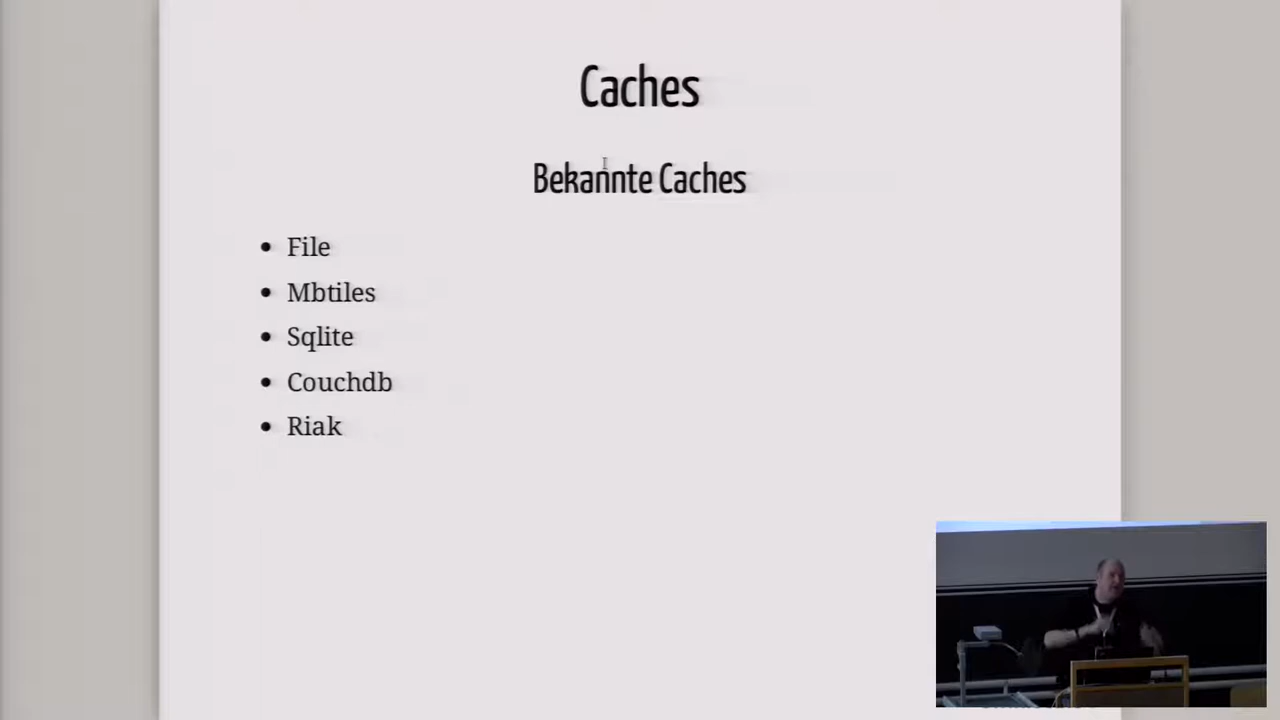 Caches
Bekannte Caches
File
Mbtiles
Sqlite
Couchdb
Riak